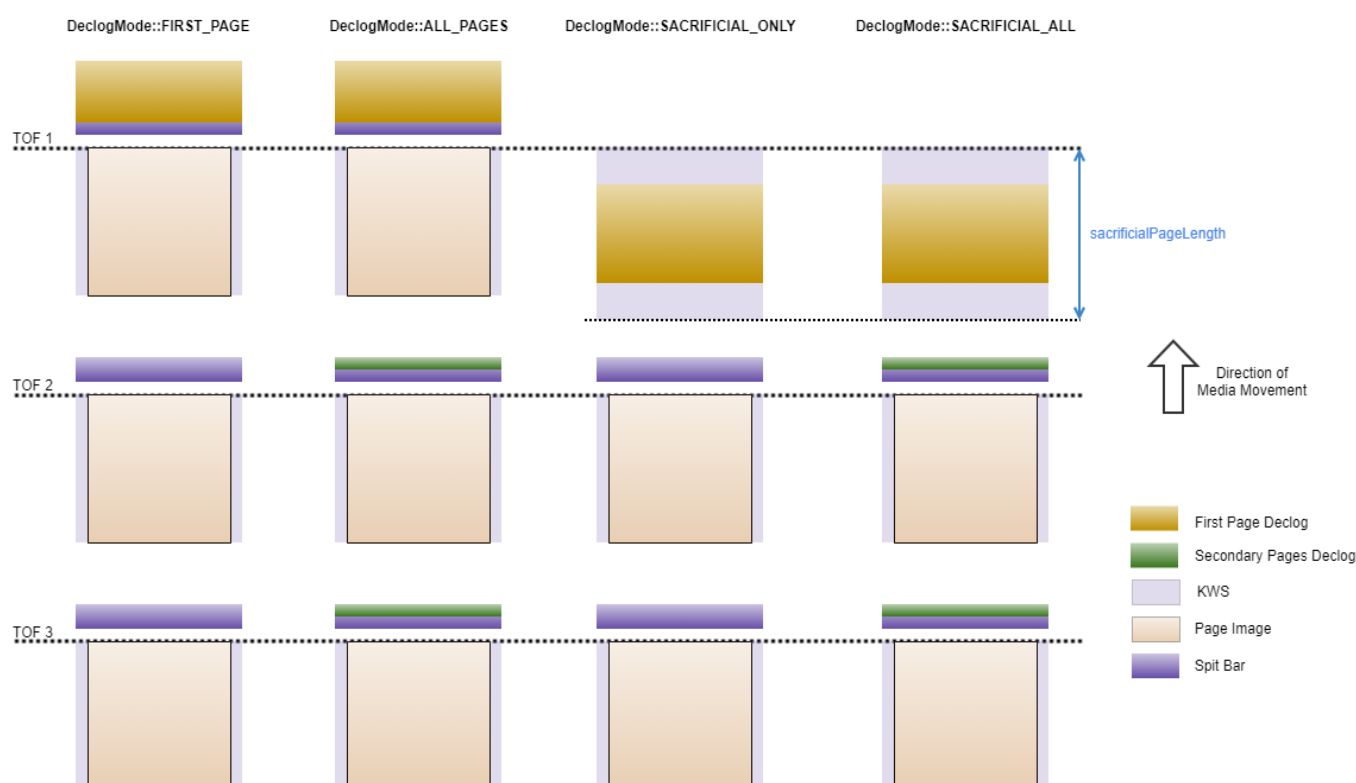 DeclogMode::FIRST_PAGE
DeclogMode::ALL_PAGES
DeclogMode::SACRIFICIAL_ONLY
DeclogMode::SACRIFICIAL_ALL
TOF 1
sacrificialPageLength
TOF 2
Direction of
Media Movement
First Page Declog
Secondary Pages Declog
KWS
TOF 3
Page Image
Spit Bar